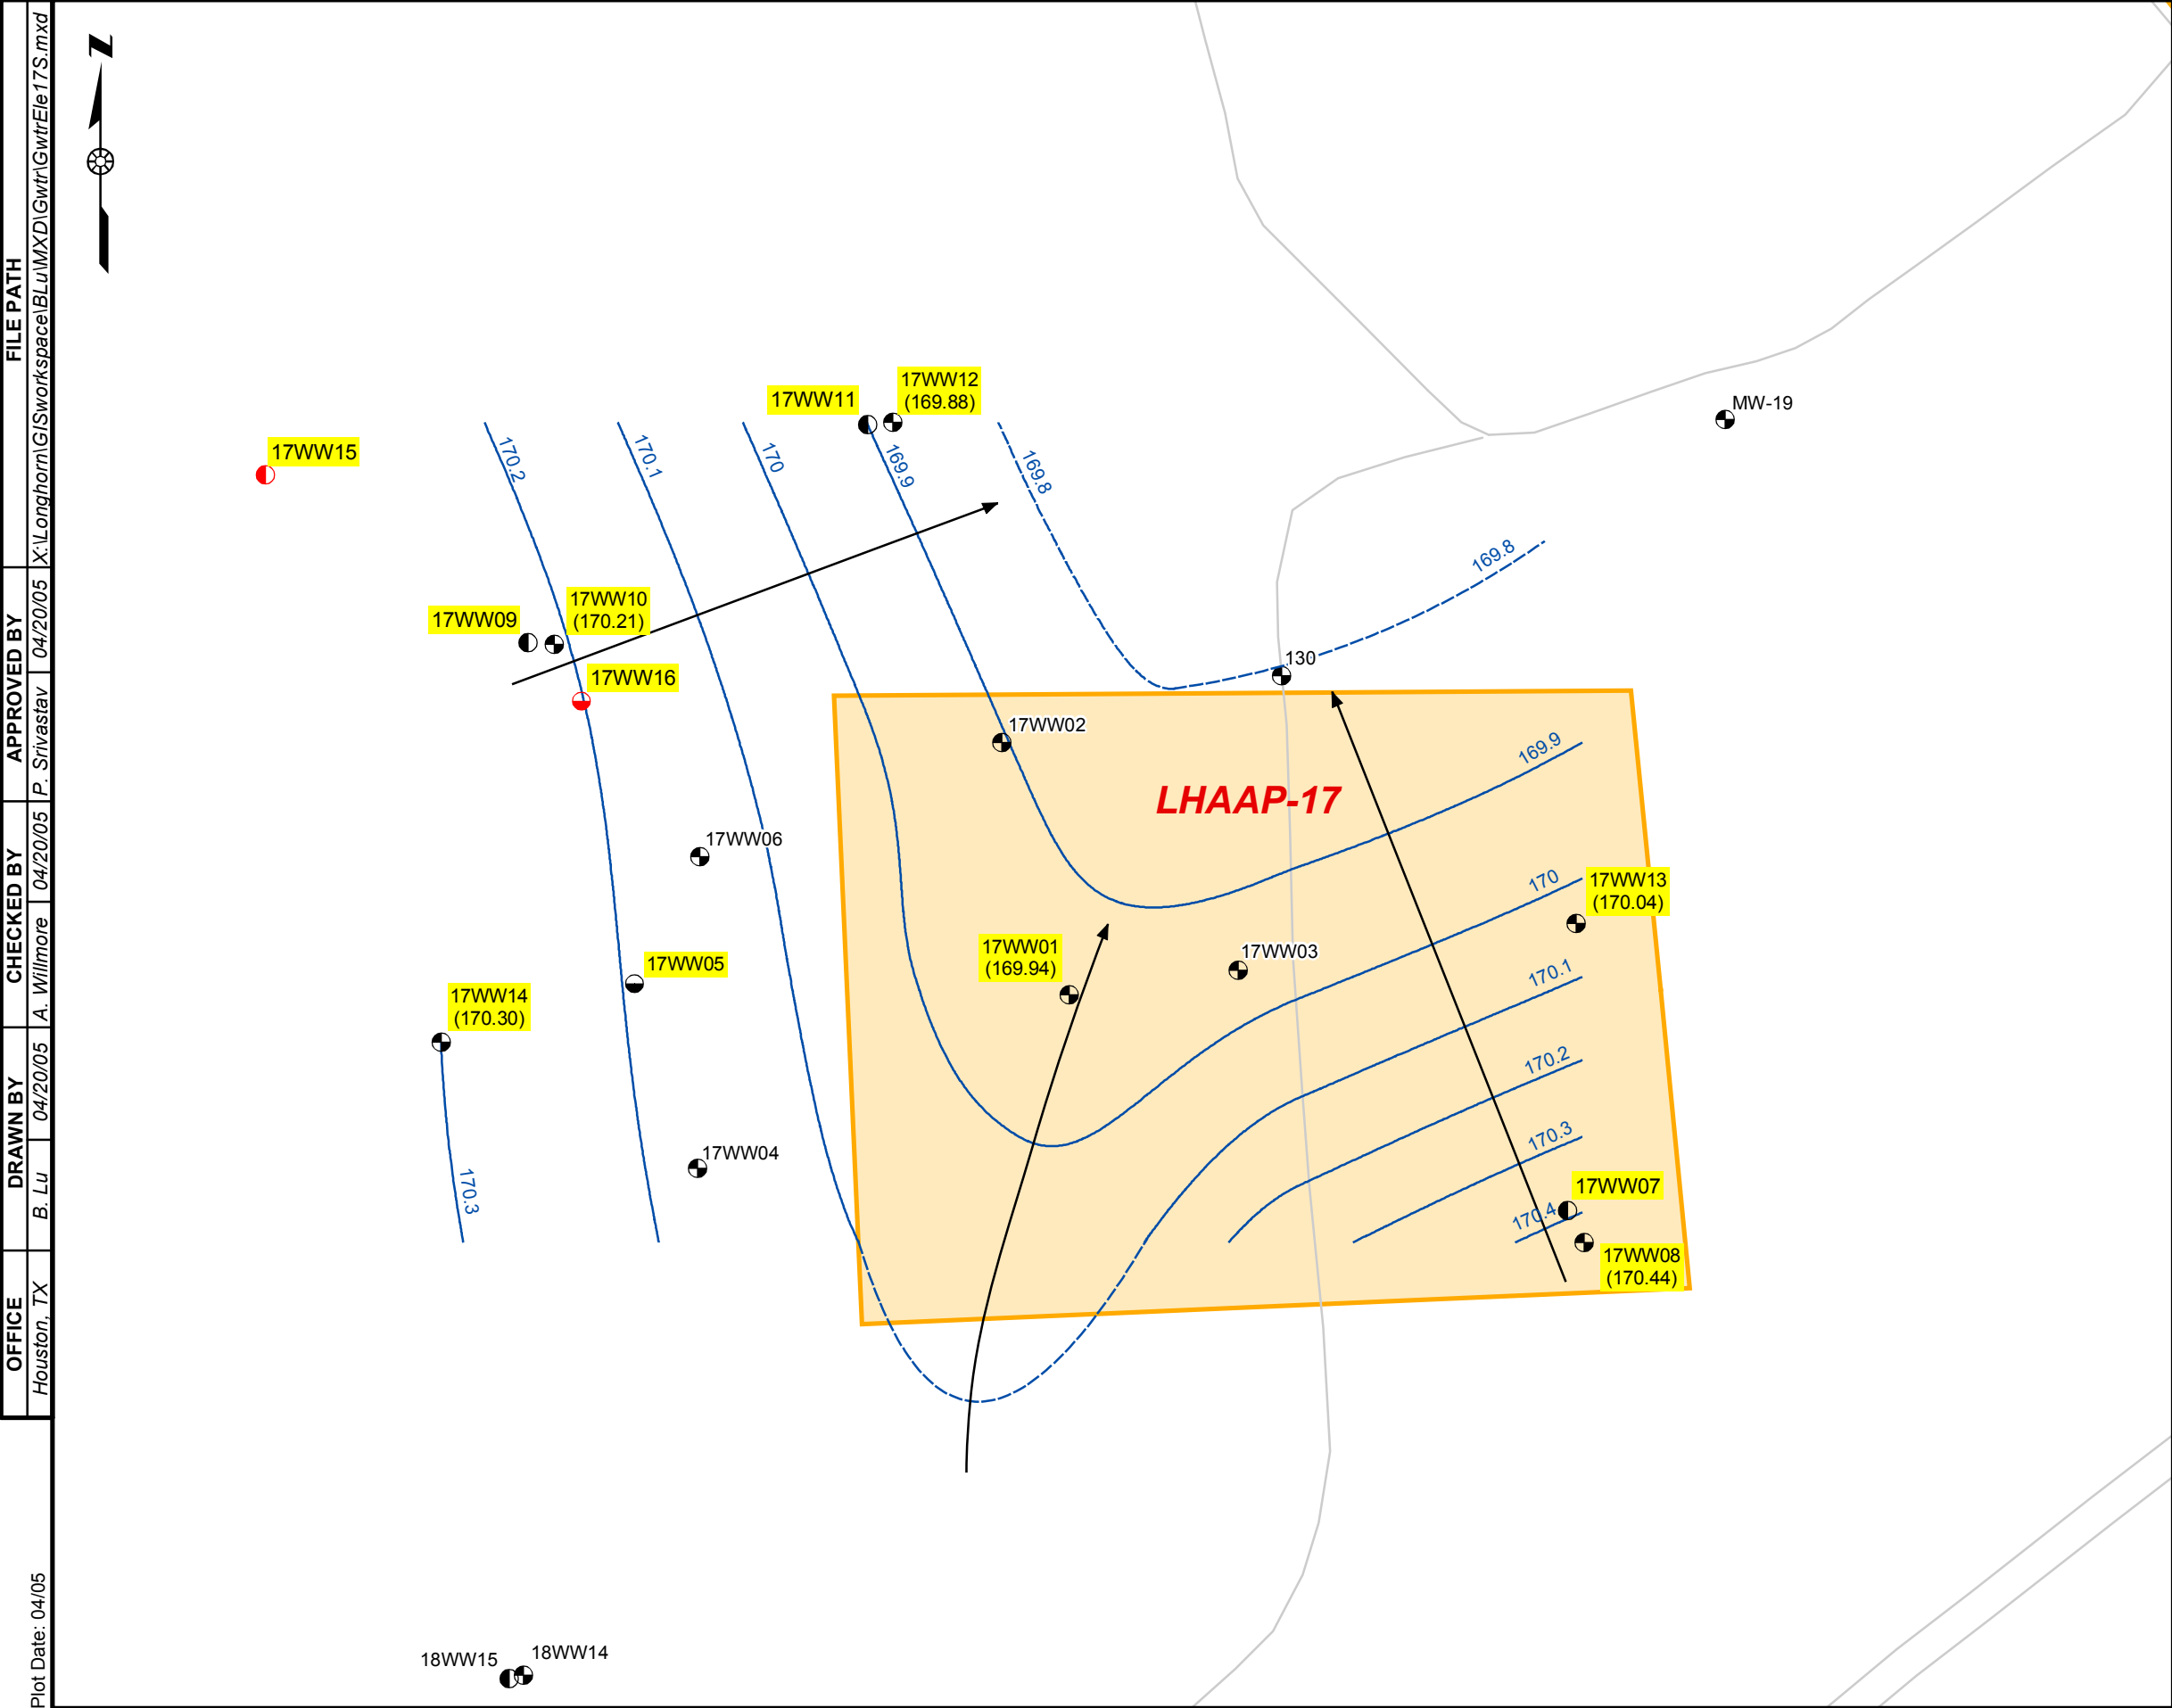 FILE PATH
X:\Longhorn\GISworkspace\BLu\MXD\Gwtr\GwtrEle17S.mxd
APPROVED BY
P. Srivastav 04/20/05
CHECKED BY
A. Willmore 04/20/05
DRAWN BY
B. Lu 04/20/05
OFFICE
Houston, TX
Plot Date: 04/05
N
17WW15
17WW11
17WW12
(169.88)
MW-19
170.2
170.1
170
169.9
169.8
169.8
17WW09
17WW10
(170.21)
17WW16
130
17WW02
169.9
LHAAP-17
17WW06
170
17WW13
(170.04)
17WW01
(169.94)
17WW03
17WW05
170.1
17WW14
(170.30)
170.2
170.3
17WW04
170.3
17WW07
170.4
17WW08
(170.44)
18WW15
18WW14